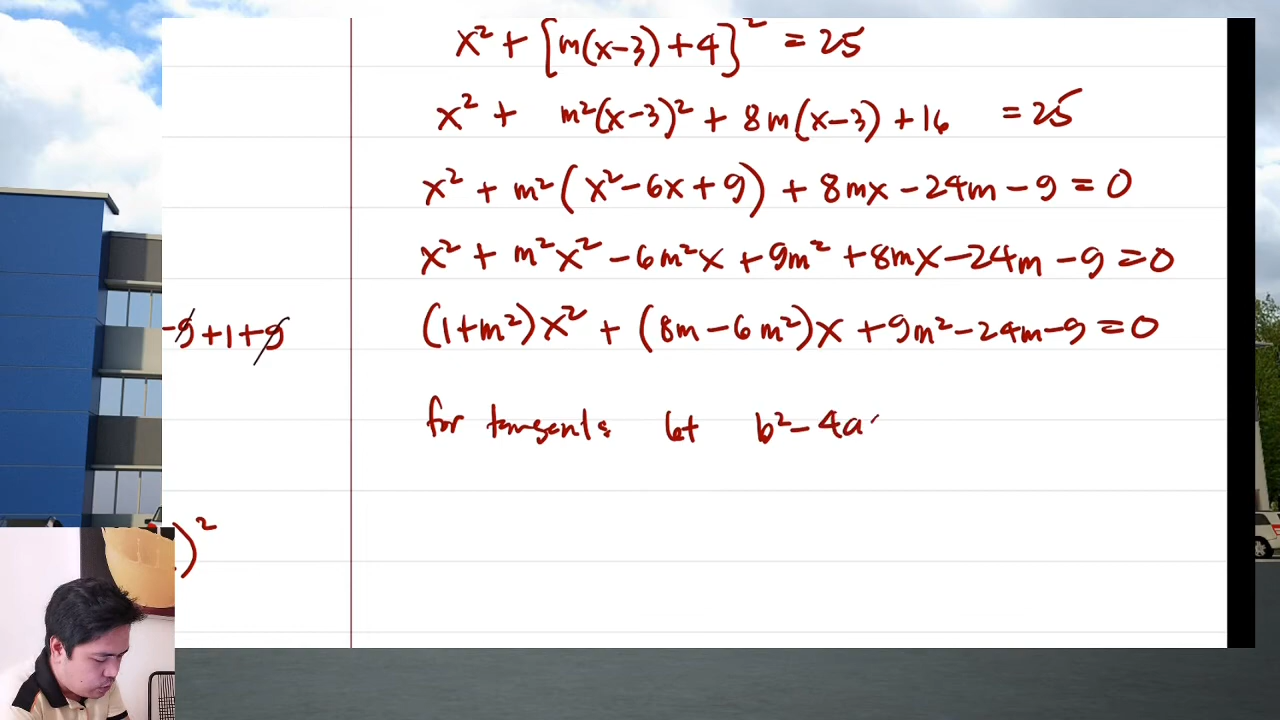 x² + [m(x-3)+4]² = 25
x² + m²(x-3)² + 8m(x-3) + 16 = 25
x² + m²(x²-6x+9) + 8mx - 24m - 9 = 0
x² + m²x² - 6m²x + 9m² + 8mx - 24m - 9 = 0
-9+1+9
(1+m²)x² + (8m-6m²)x + 9m² - 24m - 9 = 0
for tangent: let b² - 4a
)²